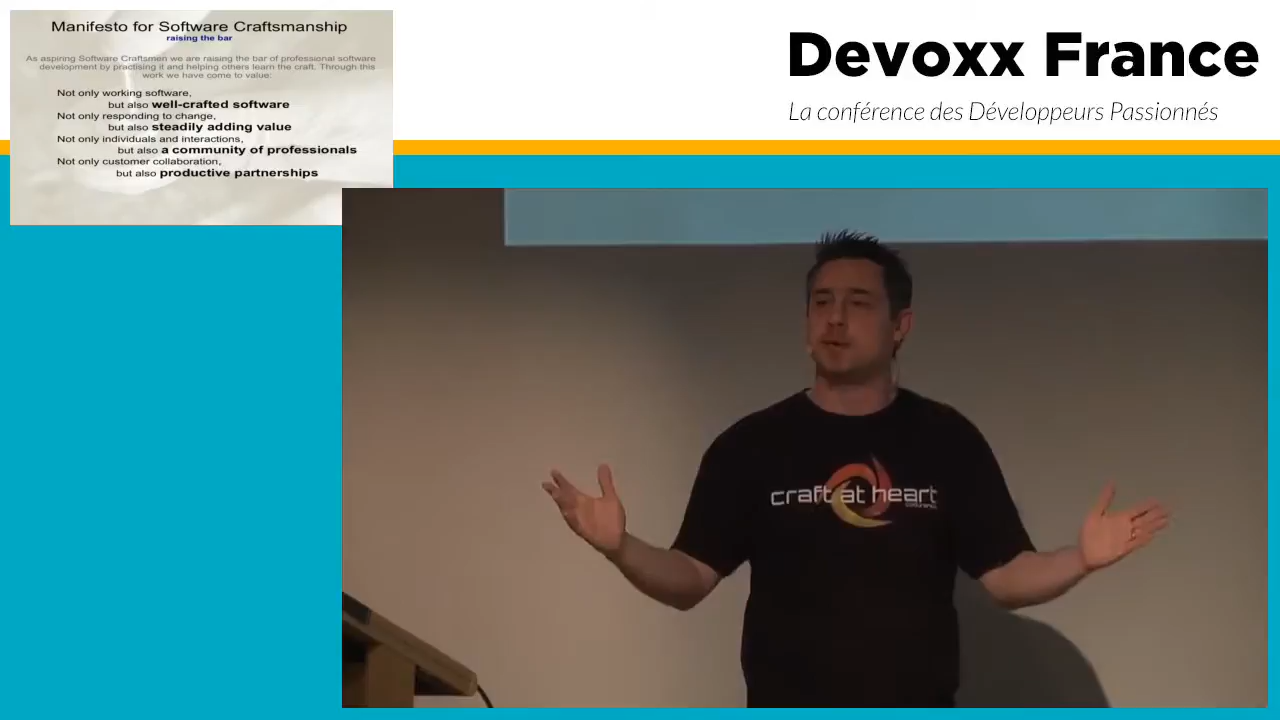 Manifesto for Software Craftsmanship
raising the bar
As aspiring Software Craftsmen we are raising the bar of professional software
development by practising it and helping others learn the craft. Through this
work we have come to value:
Not only working software,
but also well-crafted software
Not only responding to change,
but also steadily adding value
Not only individuals and interactions,
but also a community of professionals
Not only customer collaboration,
but also productive partnerships
Devoxx France
La conférence des Développeurs Passionnés
craft at heart